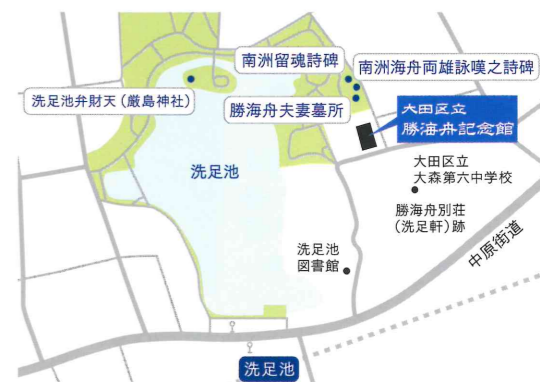 南洲留魂詩碑
南洲海舟両雄詠嘆之詩碑
洗足池弁財天(厳島神社)
勝海舟夫妻墓所
大田区立
勝海舟記念館
洗足池
大田区立
大森第六中学校
勝海舟別荘
(洗足軒)跡
中原街道
洗足池
図書館
洗足池